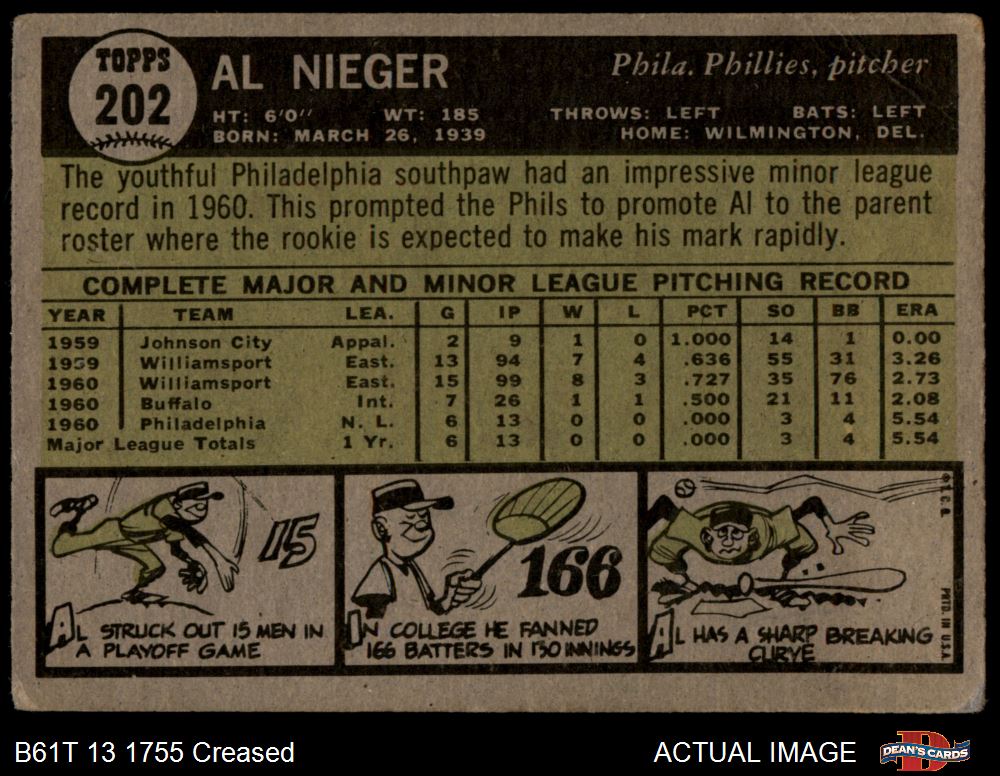 TOPPS
202
AL NIEGER
Phila. Phillies, pitcher
HT: 6'0" WT: 185 THROWS: LEFT BATS: LEFT
BORN: MARCH 26, 1939 HOME: WILMINGTON, DEL.
The youthful Philadelphia southpaw had an impressive minor league
record in 1960. This prompted the Phils to promote Al to the parent
roster where the rookie is expected to make his mark rapidly.
COMPLETE MAJOR AND MINOR LEAGUE PITCHING RECORD
YEAR TEAM LEA. G IP W L PCT SO BB ERA
1959 Johnson City Appal. 2 9 1 0 1.000 14 1 0.00
1959 Williamsport East. 13 94 7 4 .636 55 31 3.26
1960 Williamsport East. 15 99 8 3 .727 35 76 2.73
1960 Buffalo Int. 7 26 1 1 .500 21 11 2.08
1960 Philadelphia N. L. 6 13 0 0 .000 3 4 5.54
Major League Totals 1 Yr. 6 13 0 0 .000 3 4 5.54
15
AL STRUCK OUT 15 MEN IN
A PLAYOFF GAME
166
IN COLLEGE HE FANNED
166 BATTERS IN 130 INNINGS
AL HAS A SHARP BREAKING
CURVE
© T. C. G.
PRTD. IN U.S.A.
B61T 13 1755 Creased
ACTUAL IMAGE
DEAN'S CARDS